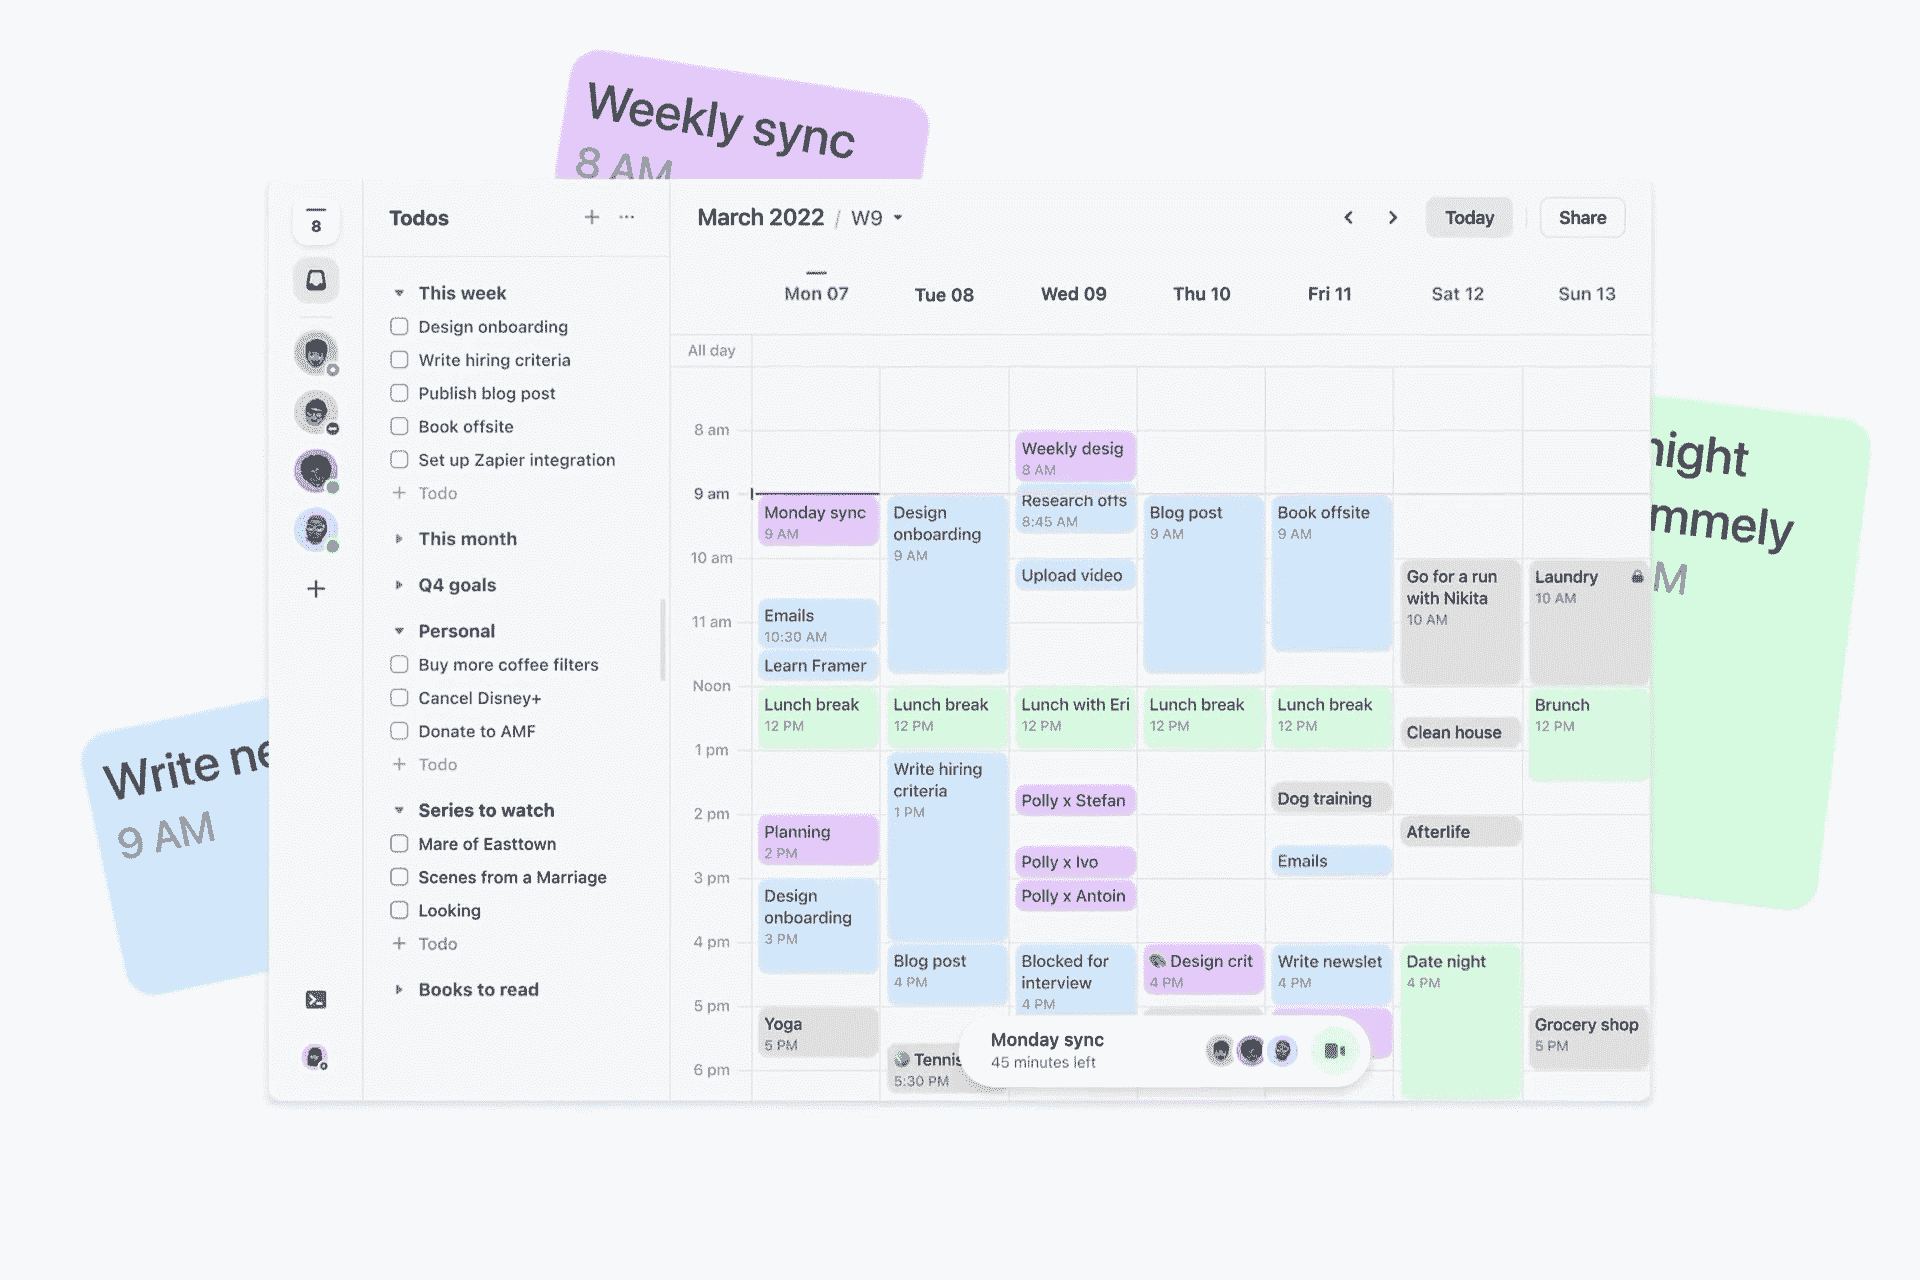 Weekly sync
8 AM
8
Todos
This week
Design onboarding
Write hiring criteria
Publish blog post
Book offsite
Set up Zapier integration
Todo
This month
Q4 goals
Personal
Buy more coffee filters
Cancel Disney+
Donate to AMF
Todo
Series to watch
Mare of Easttown
Scenes from a Marriage
Looking
Todo
Books to read
March 2022 / W9
Today
Share
Mon 07
Tue 08
Wed 09
Thu 10
Fri 11
Sat 12
Sun 13
All day
8 am
9 am
10 am
11 am
Noon
1 pm
2 pm
3 pm
4 pm
5 pm
6 pm
Monday sync
9 AM
Emails
10:30 AM
Learn Framer
Lunch break
12 PM
Planning
2 PM
Design
onboarding
3 PM
Yoga
5 PM
Design
onboarding
9 AM
Lunch break
12 PM
Write hiring
criteria
1 PM
Blog post
4 PM
Tennis
5:30 PM
Weekly desig
8 AM
Research offs
8:45 AM
Upload video
Lunch with Eri
12 PM
Polly x Stefan
Polly x Ivo
Polly x Antoin
Blocked for
interview
4 PM
Blog post
9 AM
Lunch break
12 PM
Design crit
4 PM
Book offsite
9 AM
Lunch break
12 PM
Dog training
Emails
Write newslet
4 PM
Go for a run
with Nikita
10 AM
Clean house
Afterlife
Date night
4 PM
Laundry
10 AM
Brunch
12 PM
Grocery shop
5 PM
Monday sync
45 minutes left
Write ne
9 AM
night
mmely
M